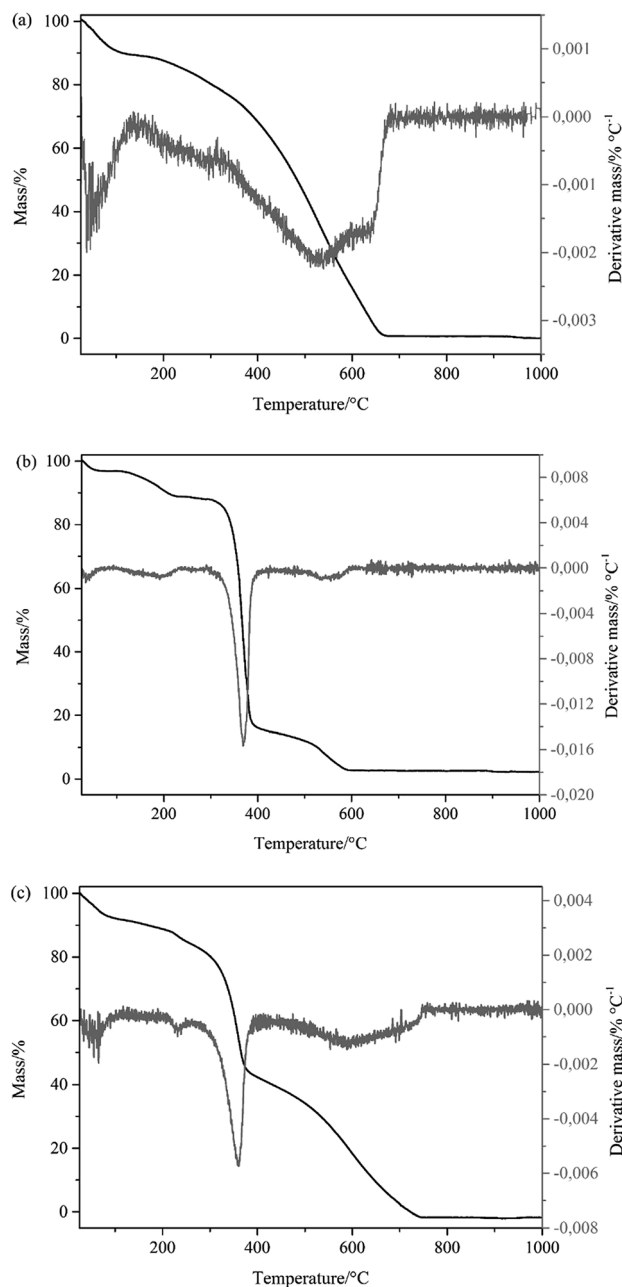 (a)
100
80
60
40
20
0
Mass/%
0,001
0,000
-0,001
-0,002
-0,003
Derivative mass/% °C⁻¹
200 400 600 800 1000
Temperature/°C
(b)
100
80
60
40
20
0
Mass/%
0,008
0,004
0,000
-0,004
-0,008
-0,012
-0,016
-0,020
Derivative mass/% °C⁻¹
200 400 600 800 1000
Temperature/°C
(c)
100
80
60
40
20
0
Mass/%
0,004
0,002
0,000
-0,002
-0,004
-0,006
-0,008
Derivative mass/% °C⁻¹
200 400 600 800 1000
Temperature/°C